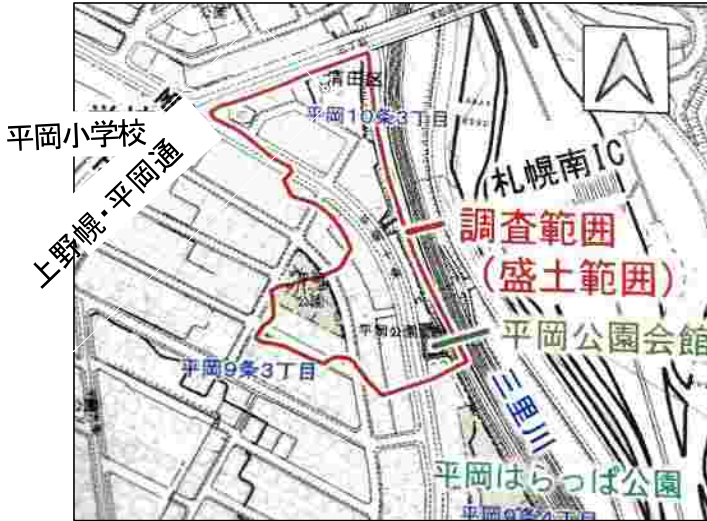 清田区
平岡10条3丁目
平岡小学校
上野幌・平岡通
札幌南IC
調査範囲
(盛土範囲)
平岡公園会館
平岡9条3丁目
三里川
平岡はらっぱ公園